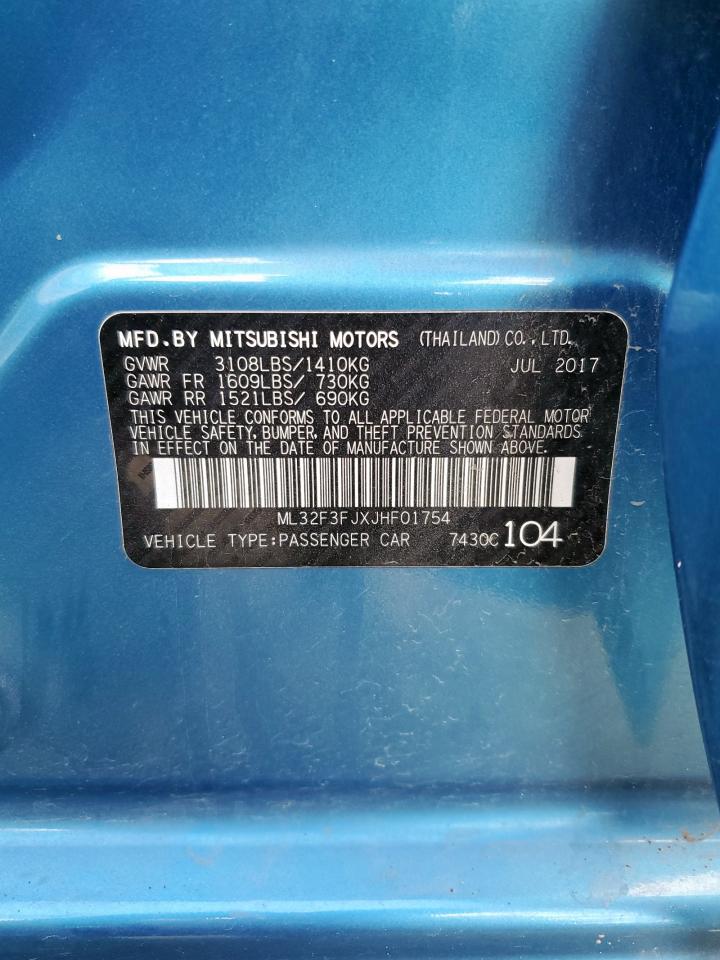 MFD.BY MITSUBISHI MOTORS (THAILAND)CO.,LTD.
GVWR 3108LBS/1410KG JUL 2017
GAWR FR 1609LBS/ 730KG
GAWR RR 1521LBS/ 690KG
THIS VEHICLE CONFORMS TO ALL APPLICABLE FEDERAL MOTOR
VEHICLE SAFETY, BUMPER, AND THEFT PREVENTION STANDARDS
IN EFFECT ON THE DATE OF MANUFACTURE SHOWN ABOVE.
ML32F3FJXJHF01754
VEHICLE TYPE:PASSENGER CAR 7430C 104